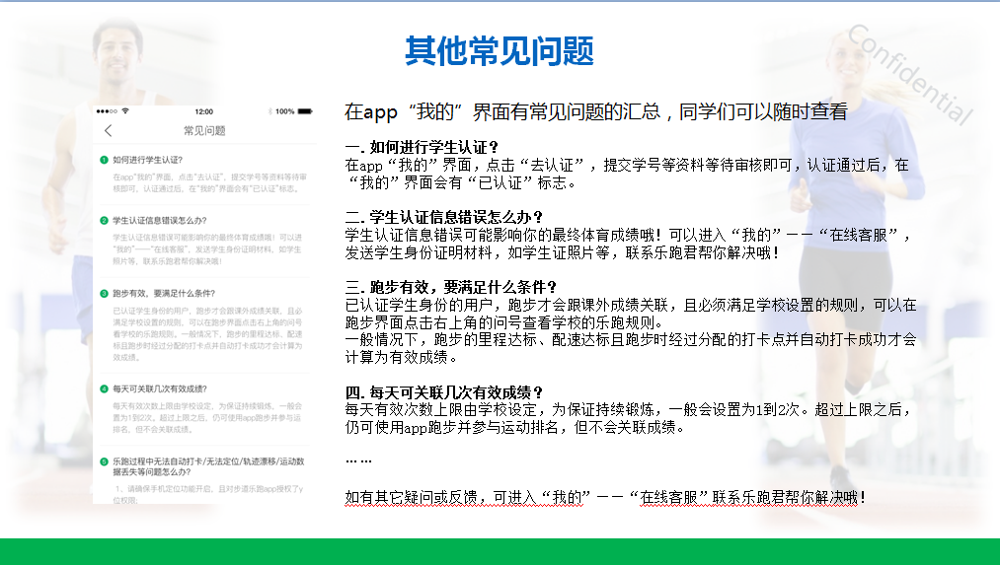 其他常见问题
Confidential
12:00
100%
常见问题
1 如何进行学生认证?
在app“我的”界面，点击“去认证”，提交学号等资料等待审
核即可，认证通过后，在“我的”界面会有“已认证”标志。
2 学生认证信息错误怎么办?
学生认证信息错误可能影响你的最终体育成绩哦！可以进入
“我的”——“在线客服”，发送学生身份证明材料，如学生
证照片等，联系乐跑君帮你解决哦！
3 跑步有效，要满足什么条件?
已认证学生身份的用户，跑步才会跟课外成绩关联，且必
须满足学校设置的规则，可以在跑步界面点击右上角的问号
查看学校的乐跑规则。一般情况下，跑步的里程达标、配速
达标且跑步时经过分配的打卡点并自动打卡成功才会计算为有
效成绩。
4 每天可关联几次有效成绩?
每天有效次数上限由学校设定，为保证持续锻炼，一般会设
置为1到2次。超过上限之后，仍可使用app跑步并参与运动
排名，但不会关联成绩。
5 乐跑过程中无法自动打卡/无法定位/轨迹漂移/运动数
据丢失等问题怎么办?
1、请确保手机定位功能开启，且对步道乐跑app授权了y
位权限;
在app“我的”界面有常见问题的汇总，同学们可以随时查看
一. 如何进行学生认证？
在app“我的”界面，点击“去认证”，提交学号等资料等待审核即可，认证通过后，在
“我的”界面会有“已认证”标志。
二. 学生认证信息错误怎么办？
学生认证信息错误可能影响你的最终体育成绩哦！可以进入“我的”——“在线客服”，
发送学生身份证明材料，如学生证照片等，联系乐跑君帮你解决哦！
三. 跑步有效，要满足什么条件？
已认证学生身份的用户，跑步才会跟课外成绩关联，且必须满足学校设置的规则，可以在
跑步界面点击右上角的问号查看学校的乐跑规则。
一般情况下，跑步的里程达标、配速达标且跑步时经过分配的打卡点并自动打卡成功才会
计算为有效成绩。
四. 每天可关联几次有效成绩？
每天有效次数上限由学校设定，为保证持续锻炼，一般会设置为1到2次。超过上限之后，
仍可使用app跑步并参与运动排名，但不会关联成绩。
……
如有其它疑问或反馈，可进入“我的”——“在线客服”联系乐跑君帮你解决哦！